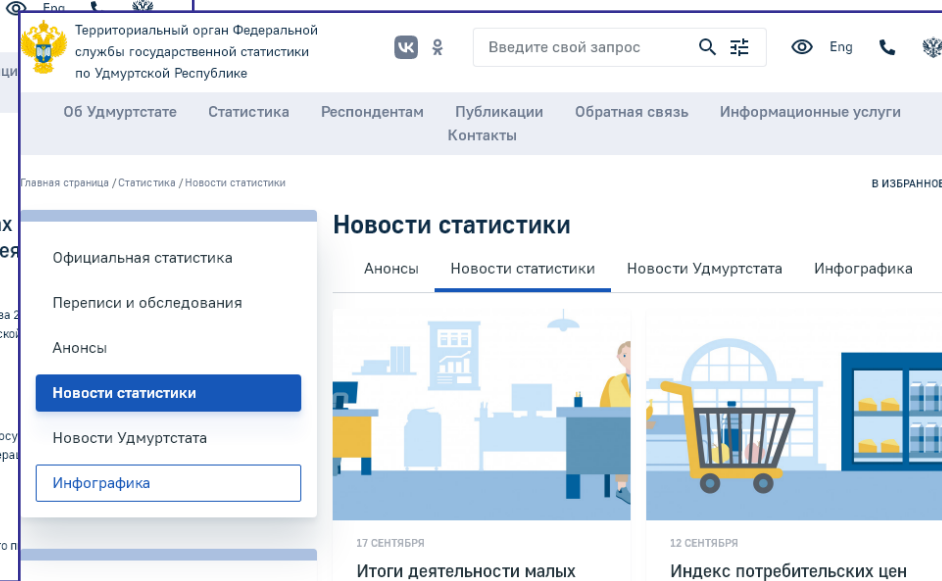 Eng
Территориальный орган Федеральной
службы государственной статистики
по Удмуртской Республике
Введите свой запрос
Eng
Об Удмуртстате Статистика Респондентам Публикации Обратная связь Информационные услуги
Контакты
Главная страница / Статистика / Новости статистики
В ИЗБРАННОЕ
Новости статистики
Анонсы Новости статистики Новости Удмуртстата Инфографика
Официальная статистика
Переписи и обследования
Анонсы
Новости статистики
Новости Удмуртстата
Инфографика
17 СЕНТЯБРЯ
Итоги деятельности малых
12 СЕНТЯБРЯ
Индекс потребительских цен